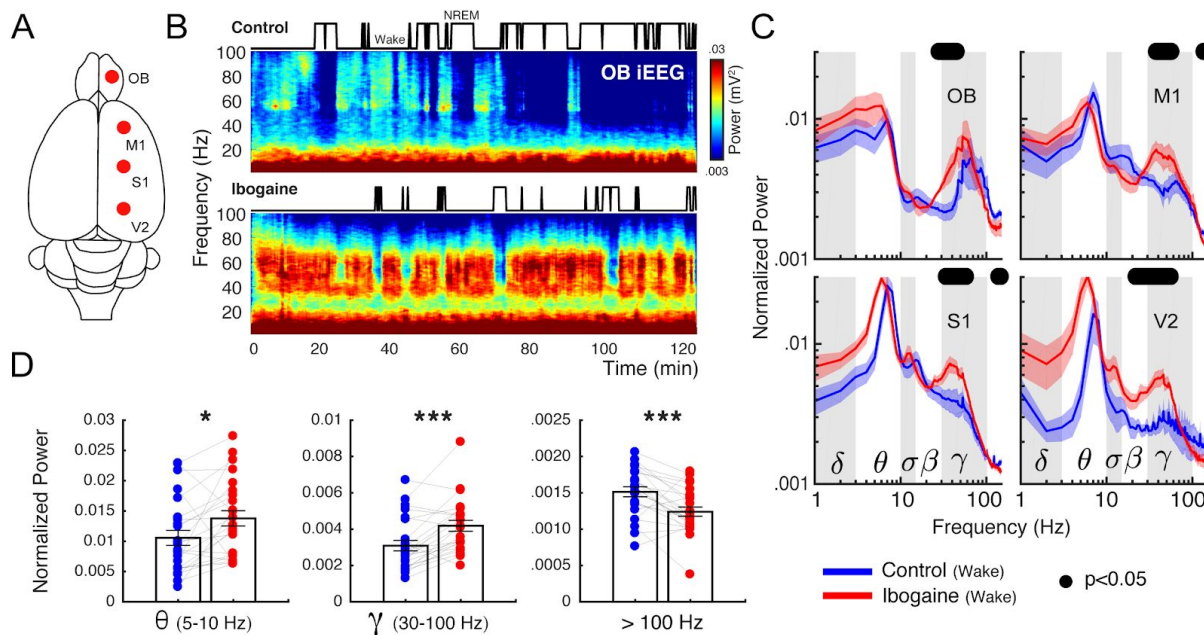 A
OB
M1
S1
V2
B
Control
NREM
Wake
OB iEEG
100
80
60
40
20
Frequency (Hz)
.03
Power (mV²)
.003
Ibogaine
100
80
60
40
20
0 20 40 60 80 100 120
Time (min)
C
Normalized Power
.01
.001
OB
M1
.01
.001
S1
V2
δ θ σ β γ
δ θ σ β γ
1 10 100
1 10 100
Frequency (Hz)
Control (Wake)
Ibogaine (Wake)
p<0.05
D
Normalized Power
0.03
0.025
0.02
0.015
0.01
0.005
0
*
θ (5-10 Hz)
0.01
0.008
0.006
0.004
0.002
0
***
γ (30-100 Hz)
0.0025
.0020
.0015
.0010
.0005
0
***
> 100 Hz